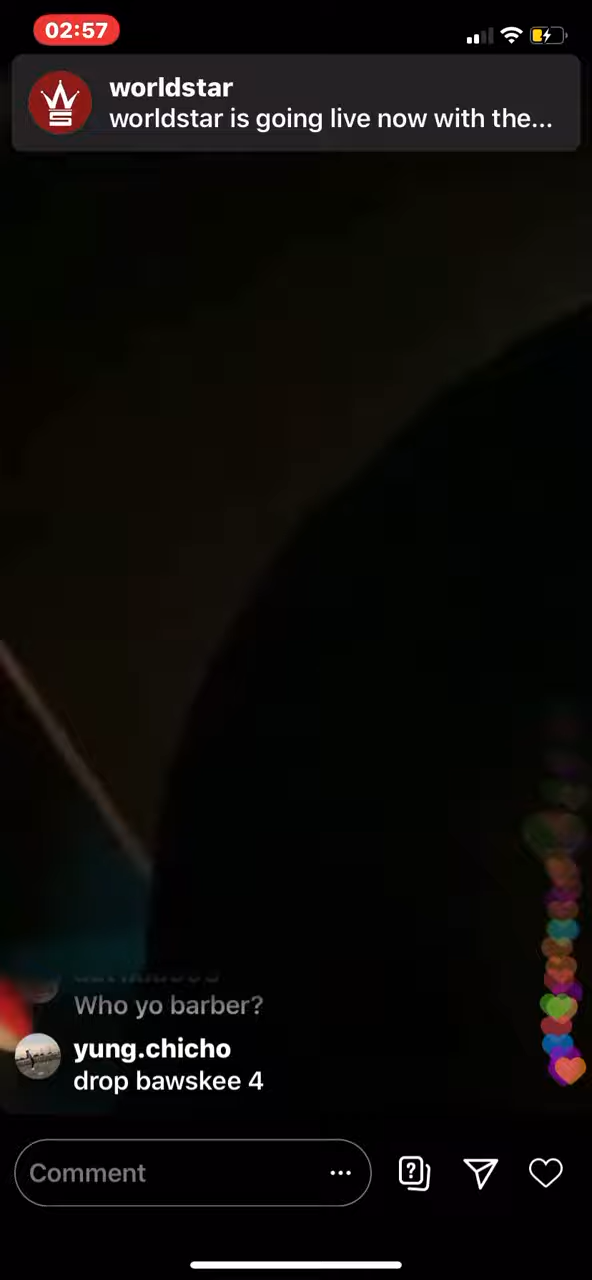 02:57
worldstar
worldstar is going live now with the...
Who yo barber?
yung.chicho
drop bawskee 4
Comment